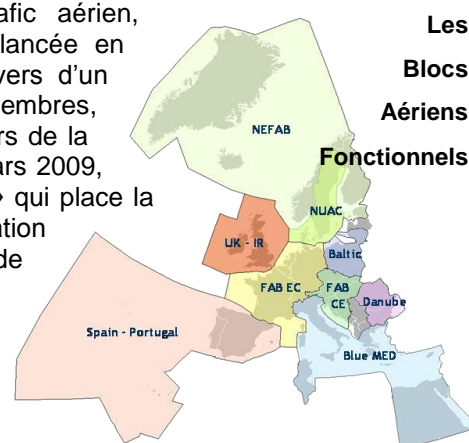 afic aérien,
lancée en
vers d'un
embres,
rs de la
ars 2009,
» qui place la
ation
de
Les
Blocs
Aériens
Fonctionnels
NEFAB
NUAC
UK - IR
Baltic
FAB EC
FAB
CE
Danube
Spain - Portugal
Blue MED